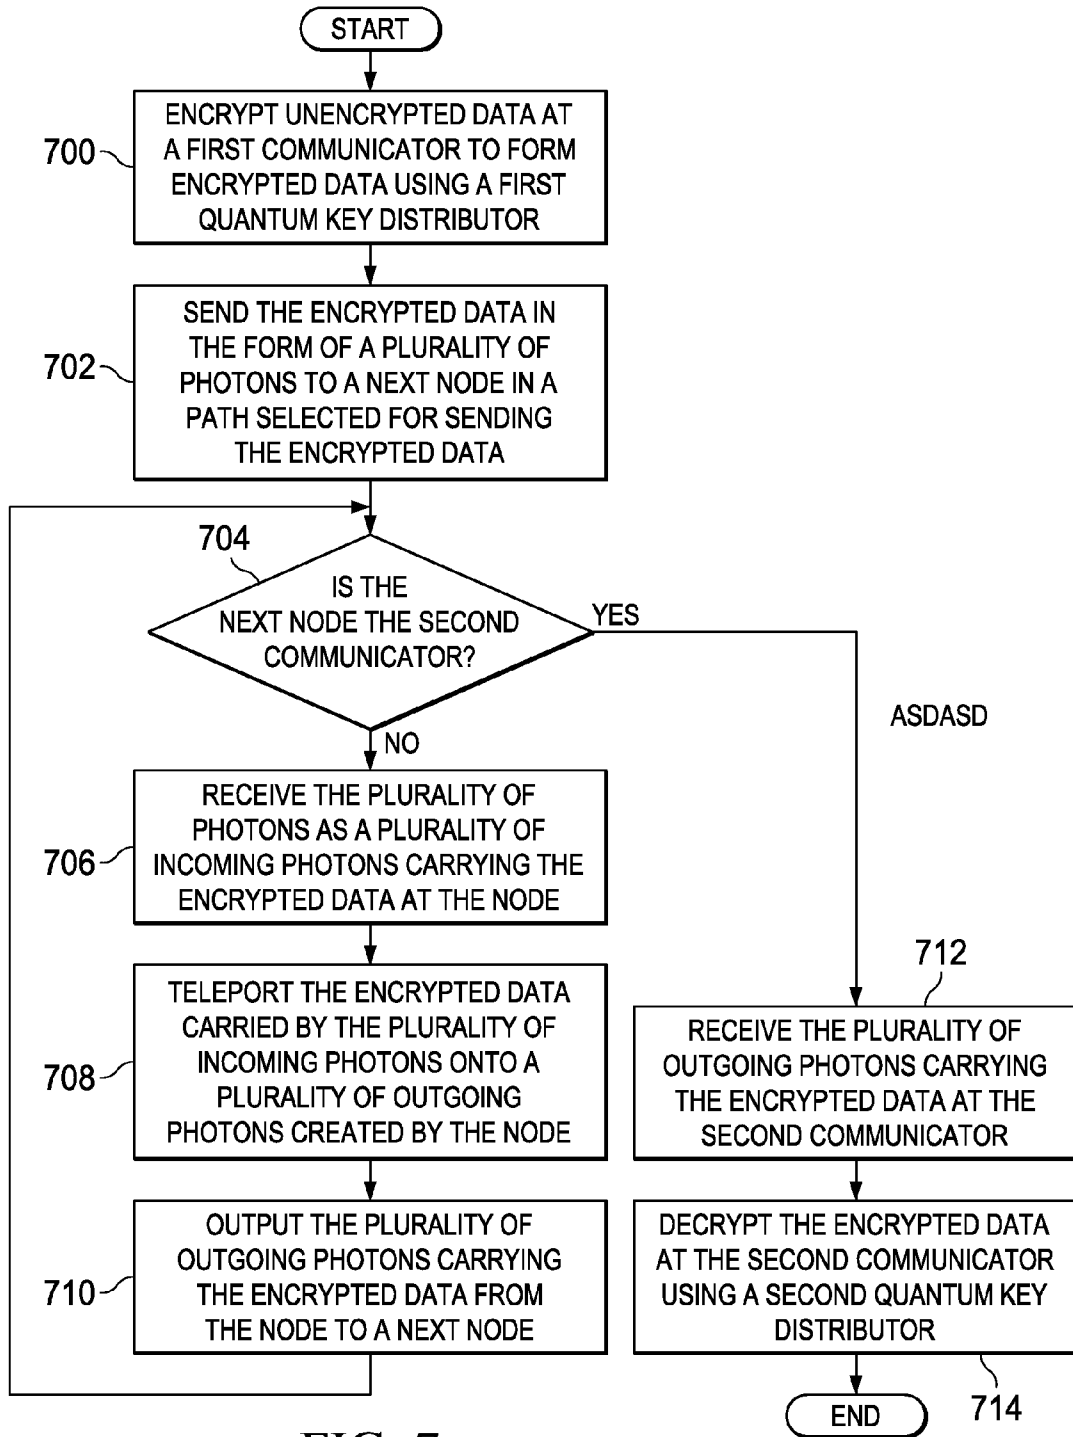 START
ENCRYPT UNENCRYPTED DATA AT
A FIRST COMMUNICATOR TO FORM
ENCRYPTED DATA USING A FIRST
QUANTUM KEY DISTRIBUTOR
700
SEND THE ENCRYPTED DATA IN
THE FORM OF A PLURALITY OF
PHOTONS TO A NEXT NODE IN A
PATH SELECTED FOR SENDING
THE ENCRYPTED DATA
702
704
IS THE
NEXT NODE THE SECOND
COMMUNICATOR?
YES
ASDASD
NO
RECEIVE THE PLURALITY OF
PHOTONS AS A PLURALITY OF
INCOMING PHOTONS CARRYING THE
ENCRYPTED DATA AT THE NODE
706
TELEPORT THE ENCRYPTED DATA
CARRIED BY THE PLURALITY OF
INCOMING PHOTONS ONTO A
PLURALITY OF OUTGOING
PHOTONS CREATED BY THE NODE
708
OUTPUT THE PLURALITY OF
OUTGOING PHOTONS CARRYING
THE ENCRYPTED DATA FROM
THE NODE TO A NEXT NODE
710
712
RECEIVE THE PLURALITY OF
OUTGOING PHOTONS CARRYING
THE ENCRYPTED DATA AT THE
SECOND COMMUNICATOR
DECRYPT THE ENCRYPTED DATA
AT THE SECOND COMMUNICATOR
USING A SECOND QUANTUM KEY
DISTRIBUTOR
714
END